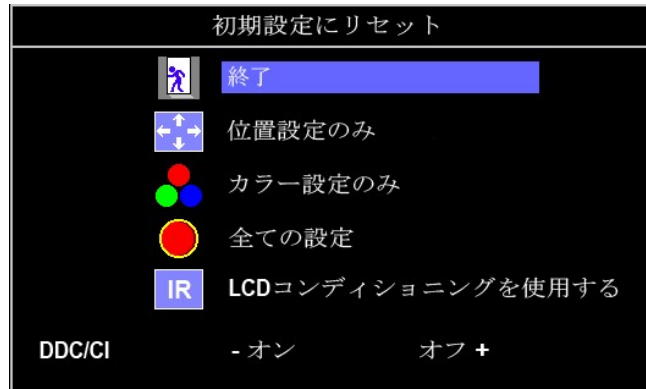 初期設定にリセット
終了
位置設定のみ
カラー設定のみ
全ての設定
IR LCDコンディショニングを使用する
DDC/CI - オン オフ +